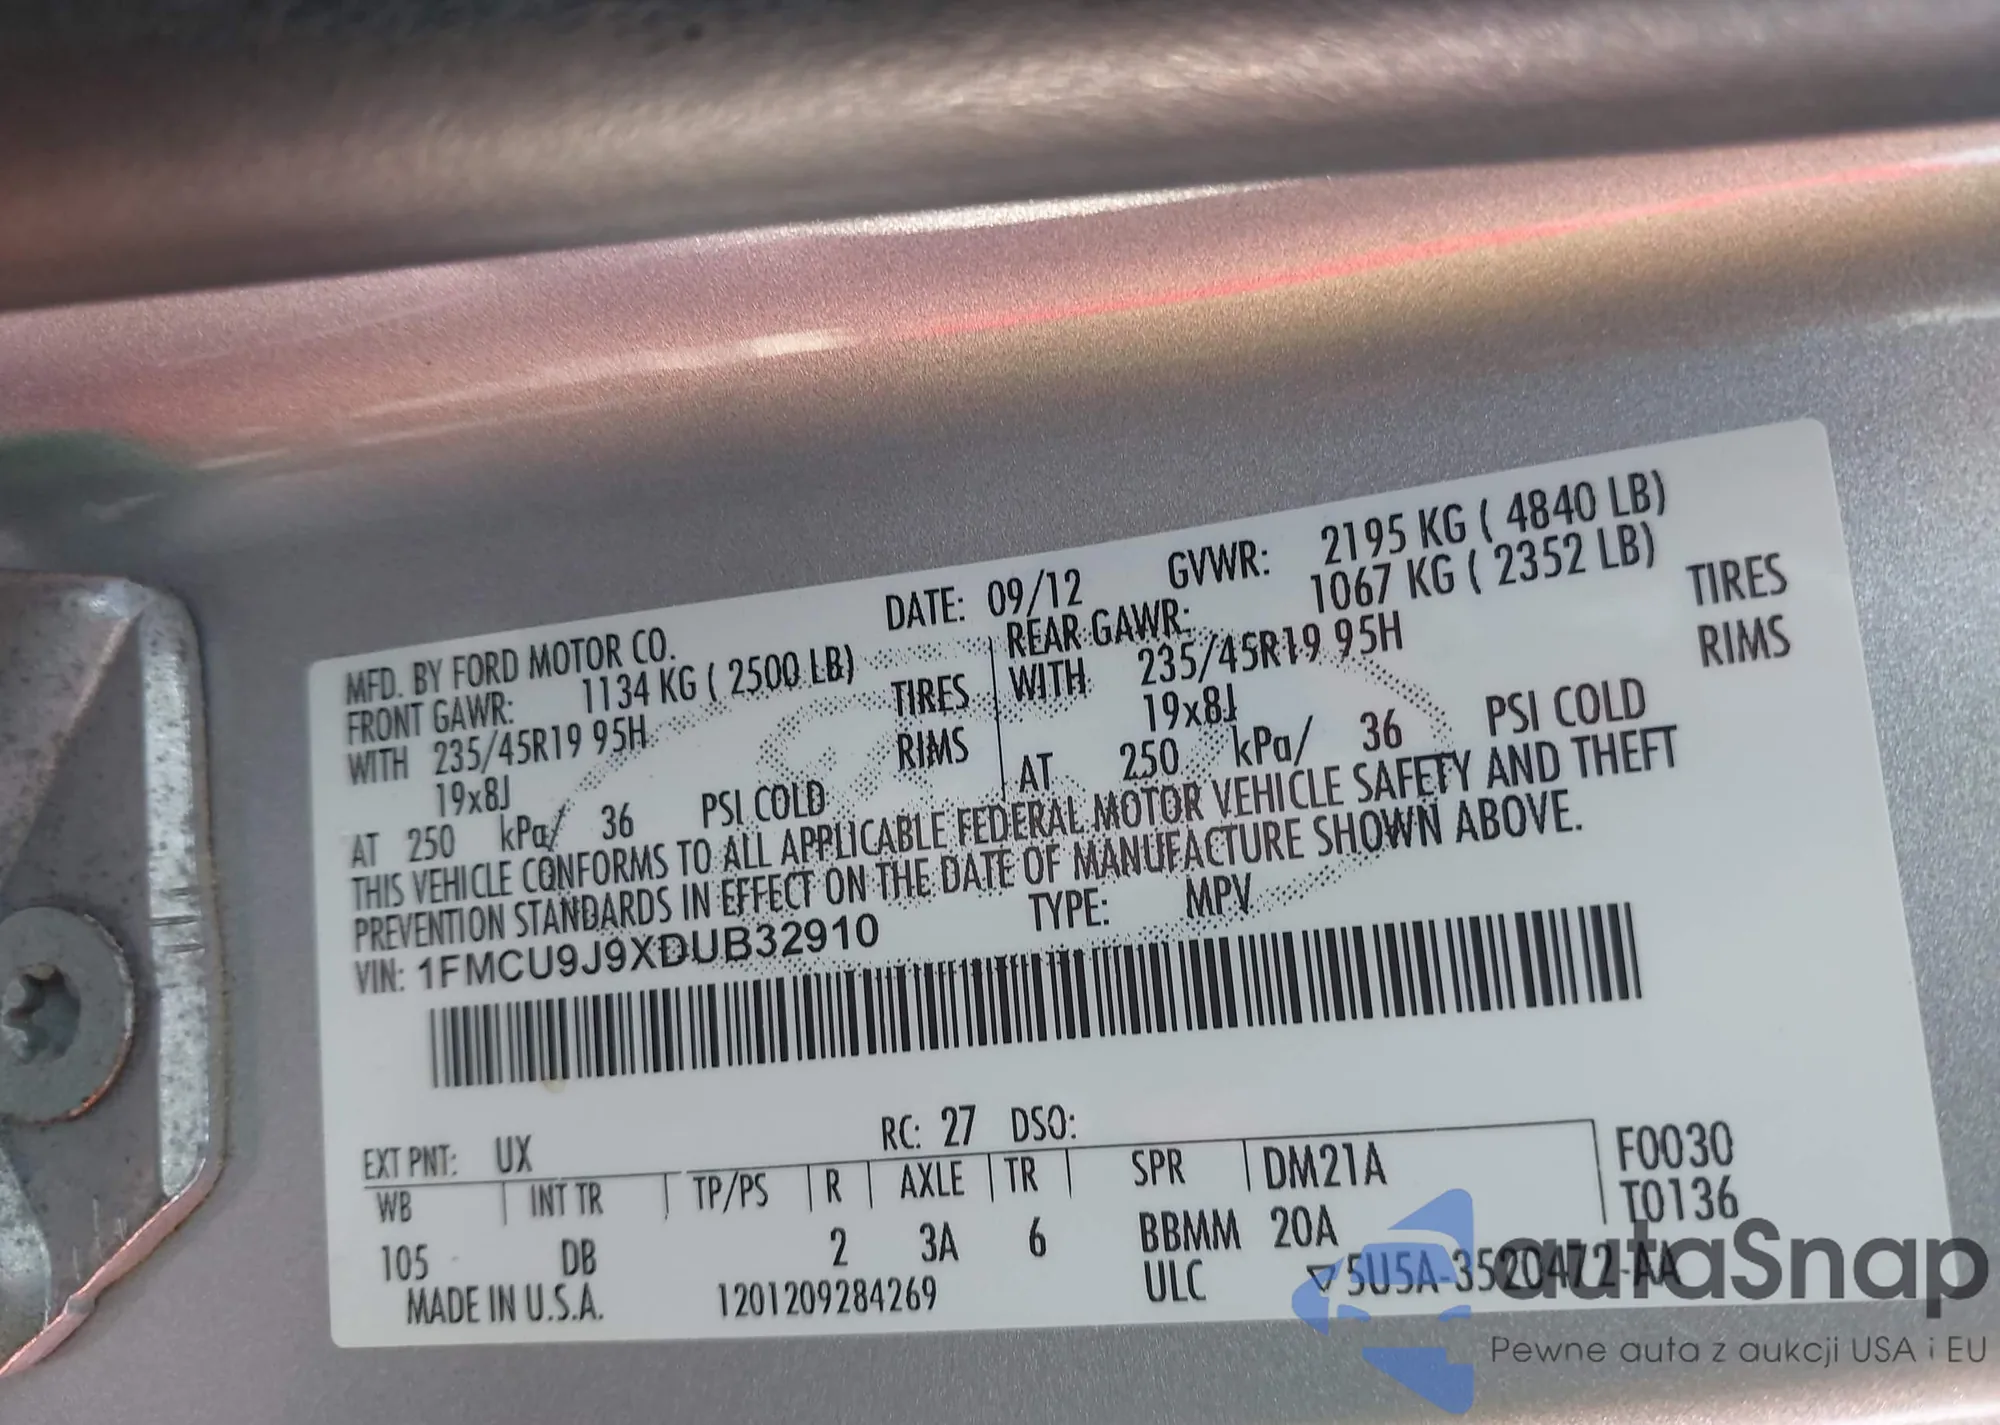 MFD. BY FORD MOTOR CO. DATE: 09/12 GVWR: 2195 KG ( 4840 LB)
FRONT GAWR: 1134 KG ( 2500 LB) REAR GAWR: 1067 KG ( 2352 LB)
WITH 235/45R19 95H TIRES WITH 235/45R19 95H TIRES
19x8J RIMS 19x8J RIMS
AT 250 kPa/ 36 PSI COLD AT 250 kPa/ 36 PSI COLD
THIS VEHICLE CONFORMS TO ALL APPLICABLE FEDERAL MOTOR VEHICLE SAFETY AND THEFT
PREVENTION STANDARDS IN EFFECT ON THE DATE OF MANUFACTURE SHOWN ABOVE.
VIN: 1FMCU9J9XDUB32910 TYPE: MPV
EXT PNT: UX RC: 27 DSO:
WB INT TR TP/PS R AXLE TR SPR DM21A F0030
T0136
105 DB 2 3A 6 BBMM 20A
MADE IN U.S.A. 1201209284269 ULC ▽5U5A-3520472-AA
autaSnap
Pewne auta z aukcji USA i EU